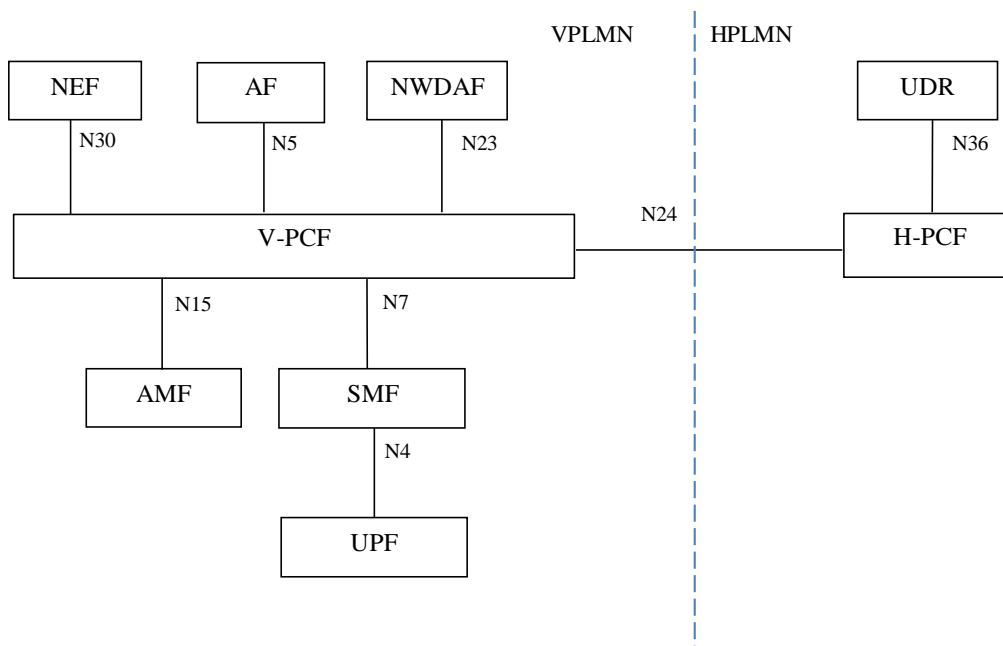 VPLMN
HPLMN
NEF
AF
NWDAF
UDR
N30
N5
N23
N36
N24
V-PCF
H-PCF
N15
N7
AMF
SMF
N4
UPF